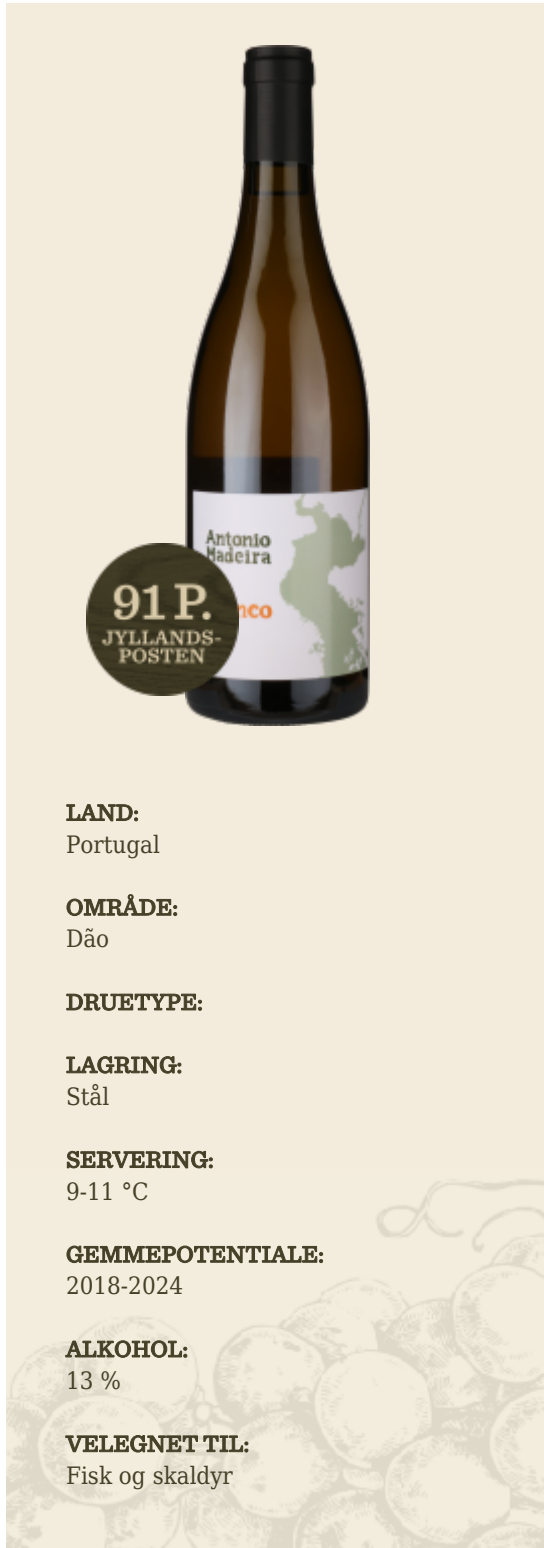 Antonio
Madeira
91 P.
JYLLANDS-
POSTEN
LAND:
Portugal
OMRÅDE:
Dão
DRUETYPE:
LAGRING:
Stål
SERVERING:
9-11 °C
GEMMEPOTENTIALE:
2018-2024
ALKOHOL:
13 %
VELEGNET TIL:
Fisk og skaldyr